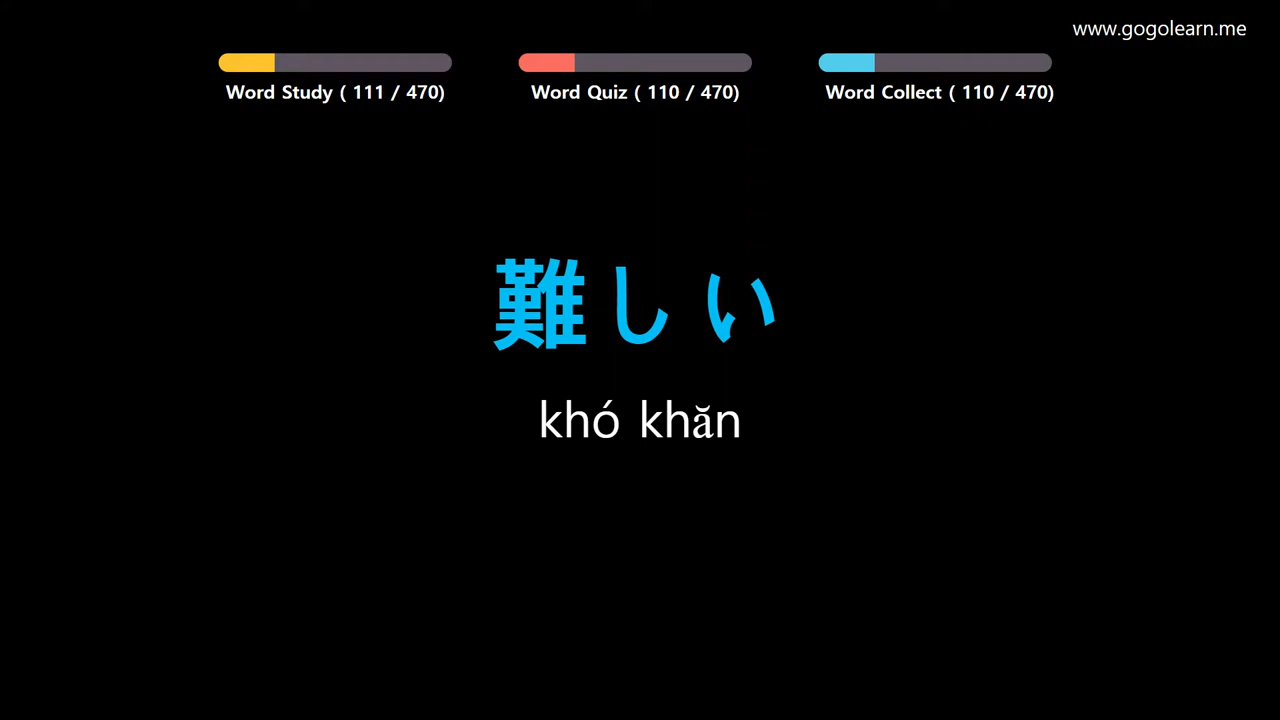 www.gogolearn.me
Word Study ( 111 / 470)
Word Quiz ( 110 / 470)
Word Collect ( 110 / 470)
難しい
khó khăn